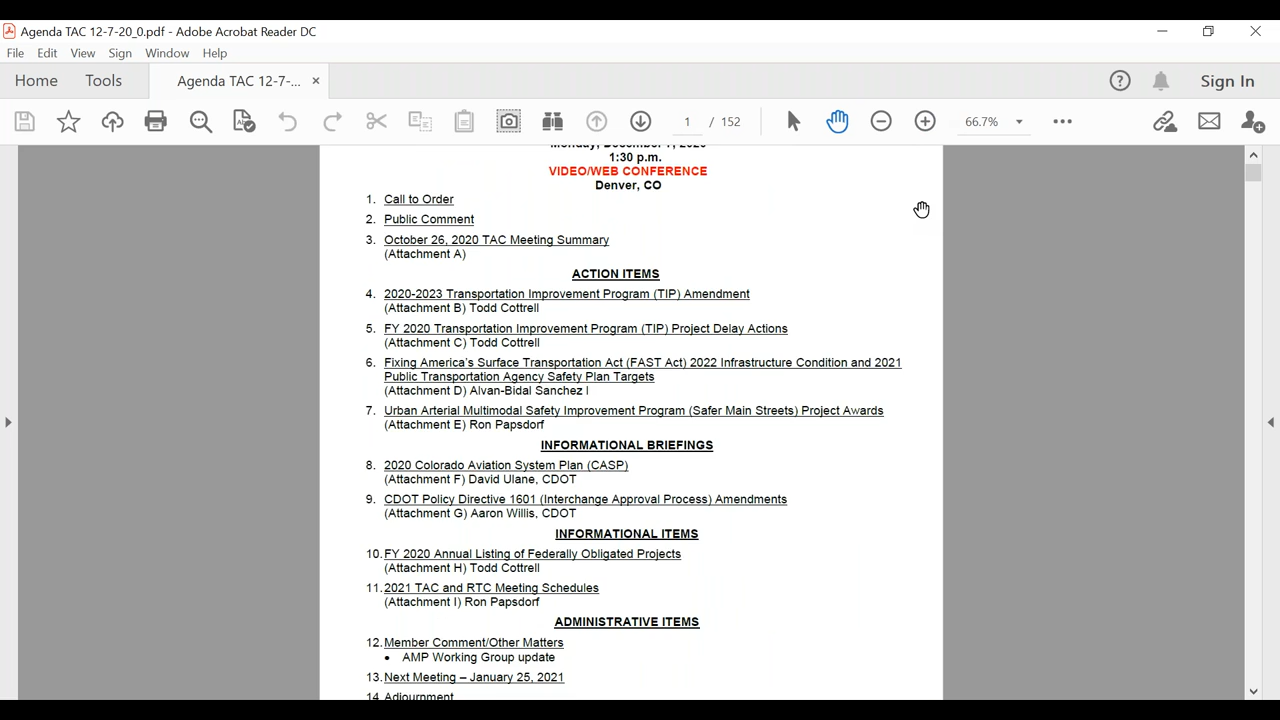 Agenda TAC 12-7-20_0.pdf - Adobe Acrobat Reader DC
File Edit View Sign Window Help
Home Tools Agenda TAC 12-7-... × Sign In
1 / 152 66.7%
Monday, December 7, 2020
1:30 p.m.
VIDEO/WEB CONFERENCE
Denver, CO
1. Call to Order
2. Public Comment
3. October 26, 2020 TAC Meeting Summary
(Attachment A)
ACTION ITEMS
4. 2020-2023 Transportation Improvement Program (TIP) Amendment
(Attachment B) Todd Cottrell
5. FY 2020 Transportation Improvement Program (TIP) Project Delay Actions
(Attachment C) Todd Cottrell
6. Fixing America's Surface Transportation Act (FAST Act) 2022 Infrastructure Condition and 2021
Public Transportation Agency Safety Plan Targets
(Attachment D) Alvan-Bidal Sanchez I
7. Urban Arterial Multimodal Safety Improvement Program (Safer Main Streets) Project Awards
(Attachment E) Ron Papsdorf
INFORMATIONAL BRIEFINGS
8. 2020 Colorado Aviation System Plan (CASP)
(Attachment F) David Ulane, CDOT
9. CDOT Policy Directive 1601 (Interchange Approval Process) Amendments
(Attachment G) Aaron Willis, CDOT
INFORMATIONAL ITEMS
10. FY 2020 Annual Listing of Federally Obligated Projects
(Attachment H) Todd Cottrell
11. 2021 TAC and RTC Meeting Schedules
(Attachment I) Ron Papsdorf
ADMINISTRATIVE ITEMS
12. Member Comment/Other Matters
• AMP Working Group update
13. Next Meeting – January 25, 2021
14. Adjournment